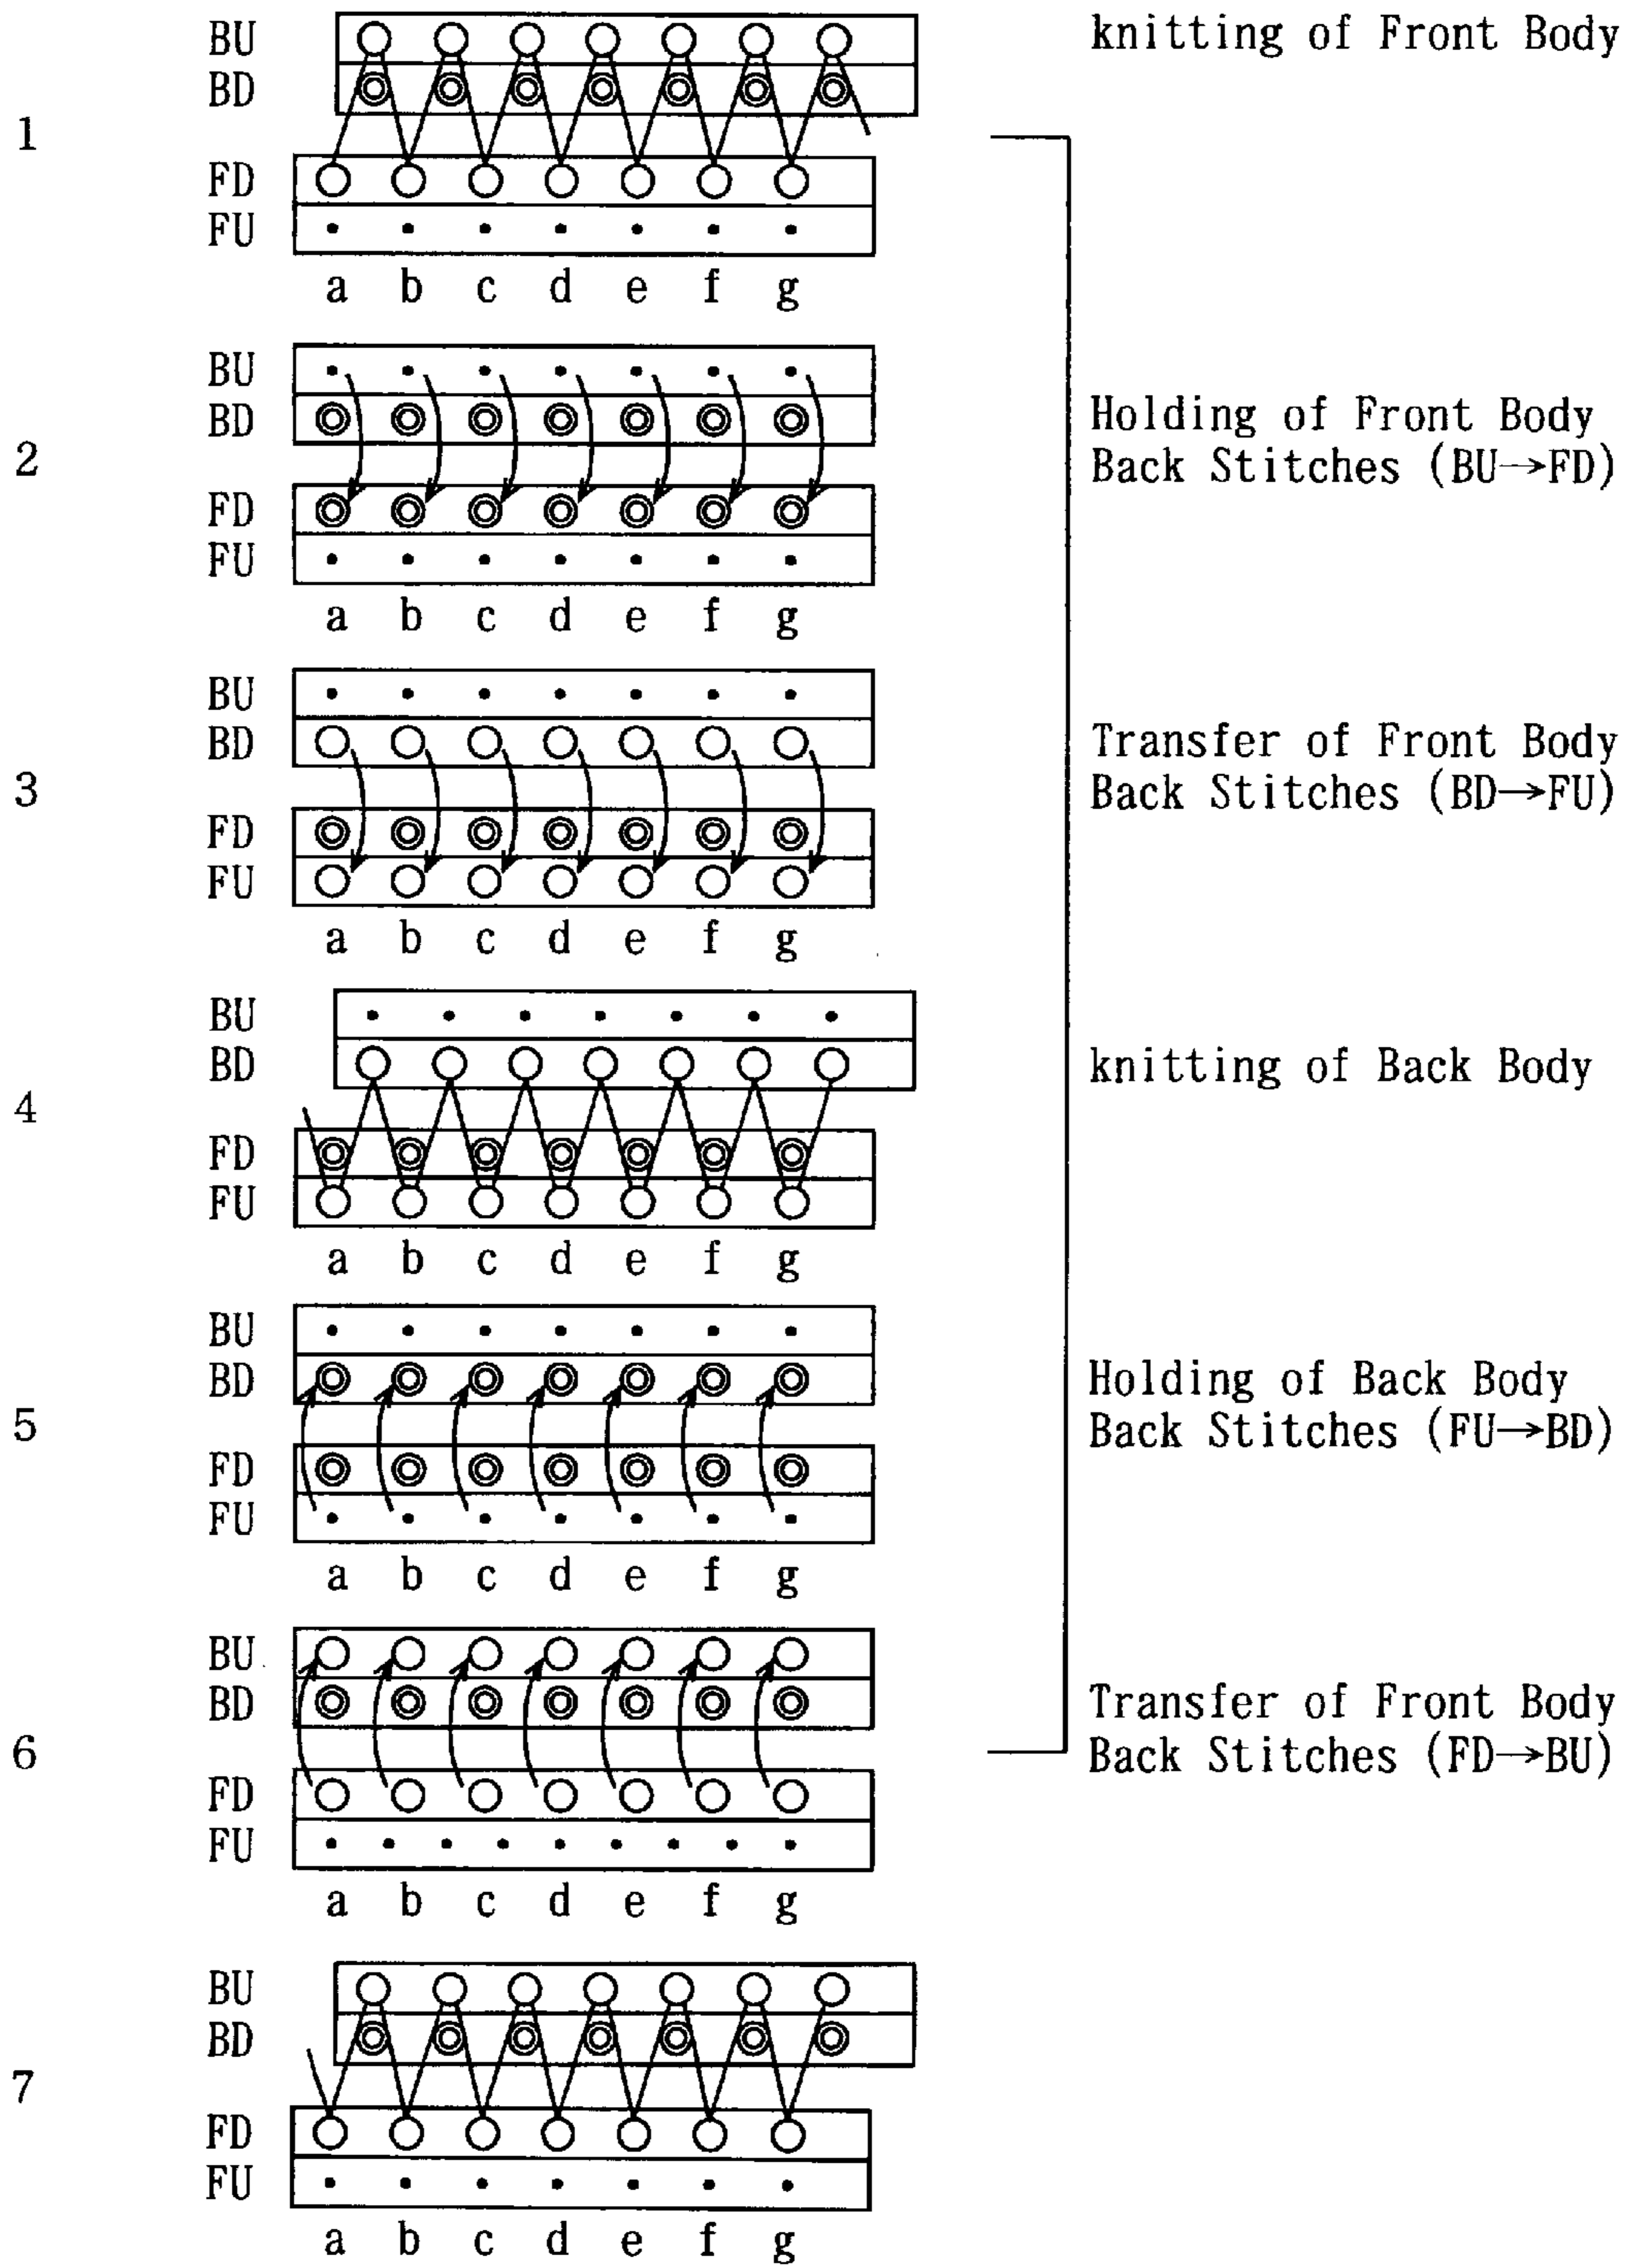 BU
knitting of Front Body
BD
1
FD
FU
a b c d e f g
BU
BD
Holding of Front Body
2
Back Stitches (BU→FD)
FD
FU
a b c d e f g
BU
BD
Transfer of Front Body
3
Back Stitches (BD→FU)
FD
FU
a b c d e f g
BU
BD
knitting of Back Body
4
FD
FU
a b c d e f g
BU
BD
Holding of Back Body
5
Back Stitches (FU→BD)
FD
FU
a b c d e f g
BU
BD
Transfer of Front Body
6
Back Stitches (FD→BU)
FD
FU
a b c d e f g
BU
BD
7
FD
FU
a b c d e f g